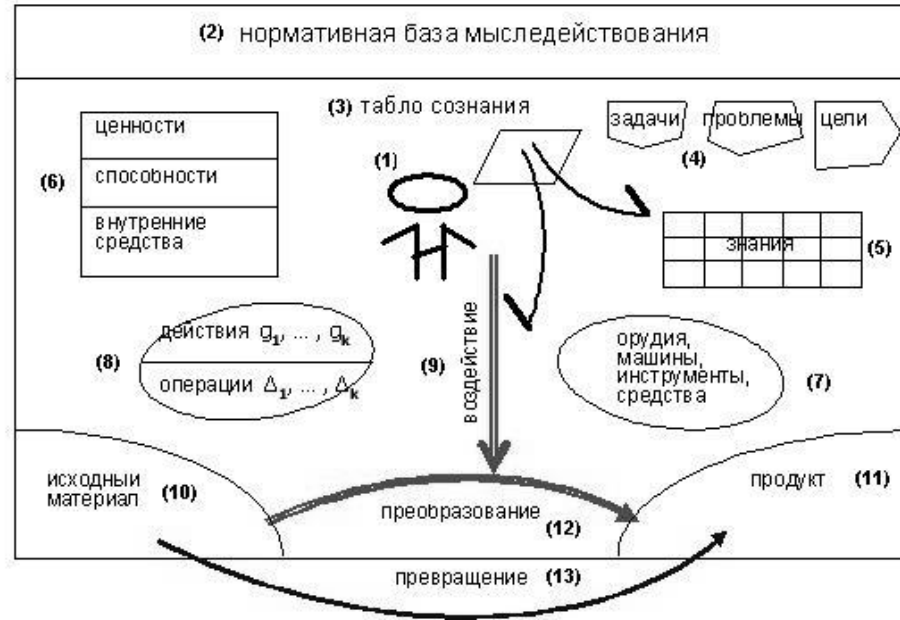 (2) нормативная база мыследействования
(3) табло сознания
задачи
проблемы
цели
(4)
(1)
(6)
ценности
способности
внутренние
средства
знания
(5)
(8)
действия g1, ... , gk
операции Δ1, ... , Δk
(9)
воздействие
орудия,
машины,
инструменты,
средства
(7)
исходный
материал
(10)
преобразование
(12)
продукт
(11)
превращение
(13)